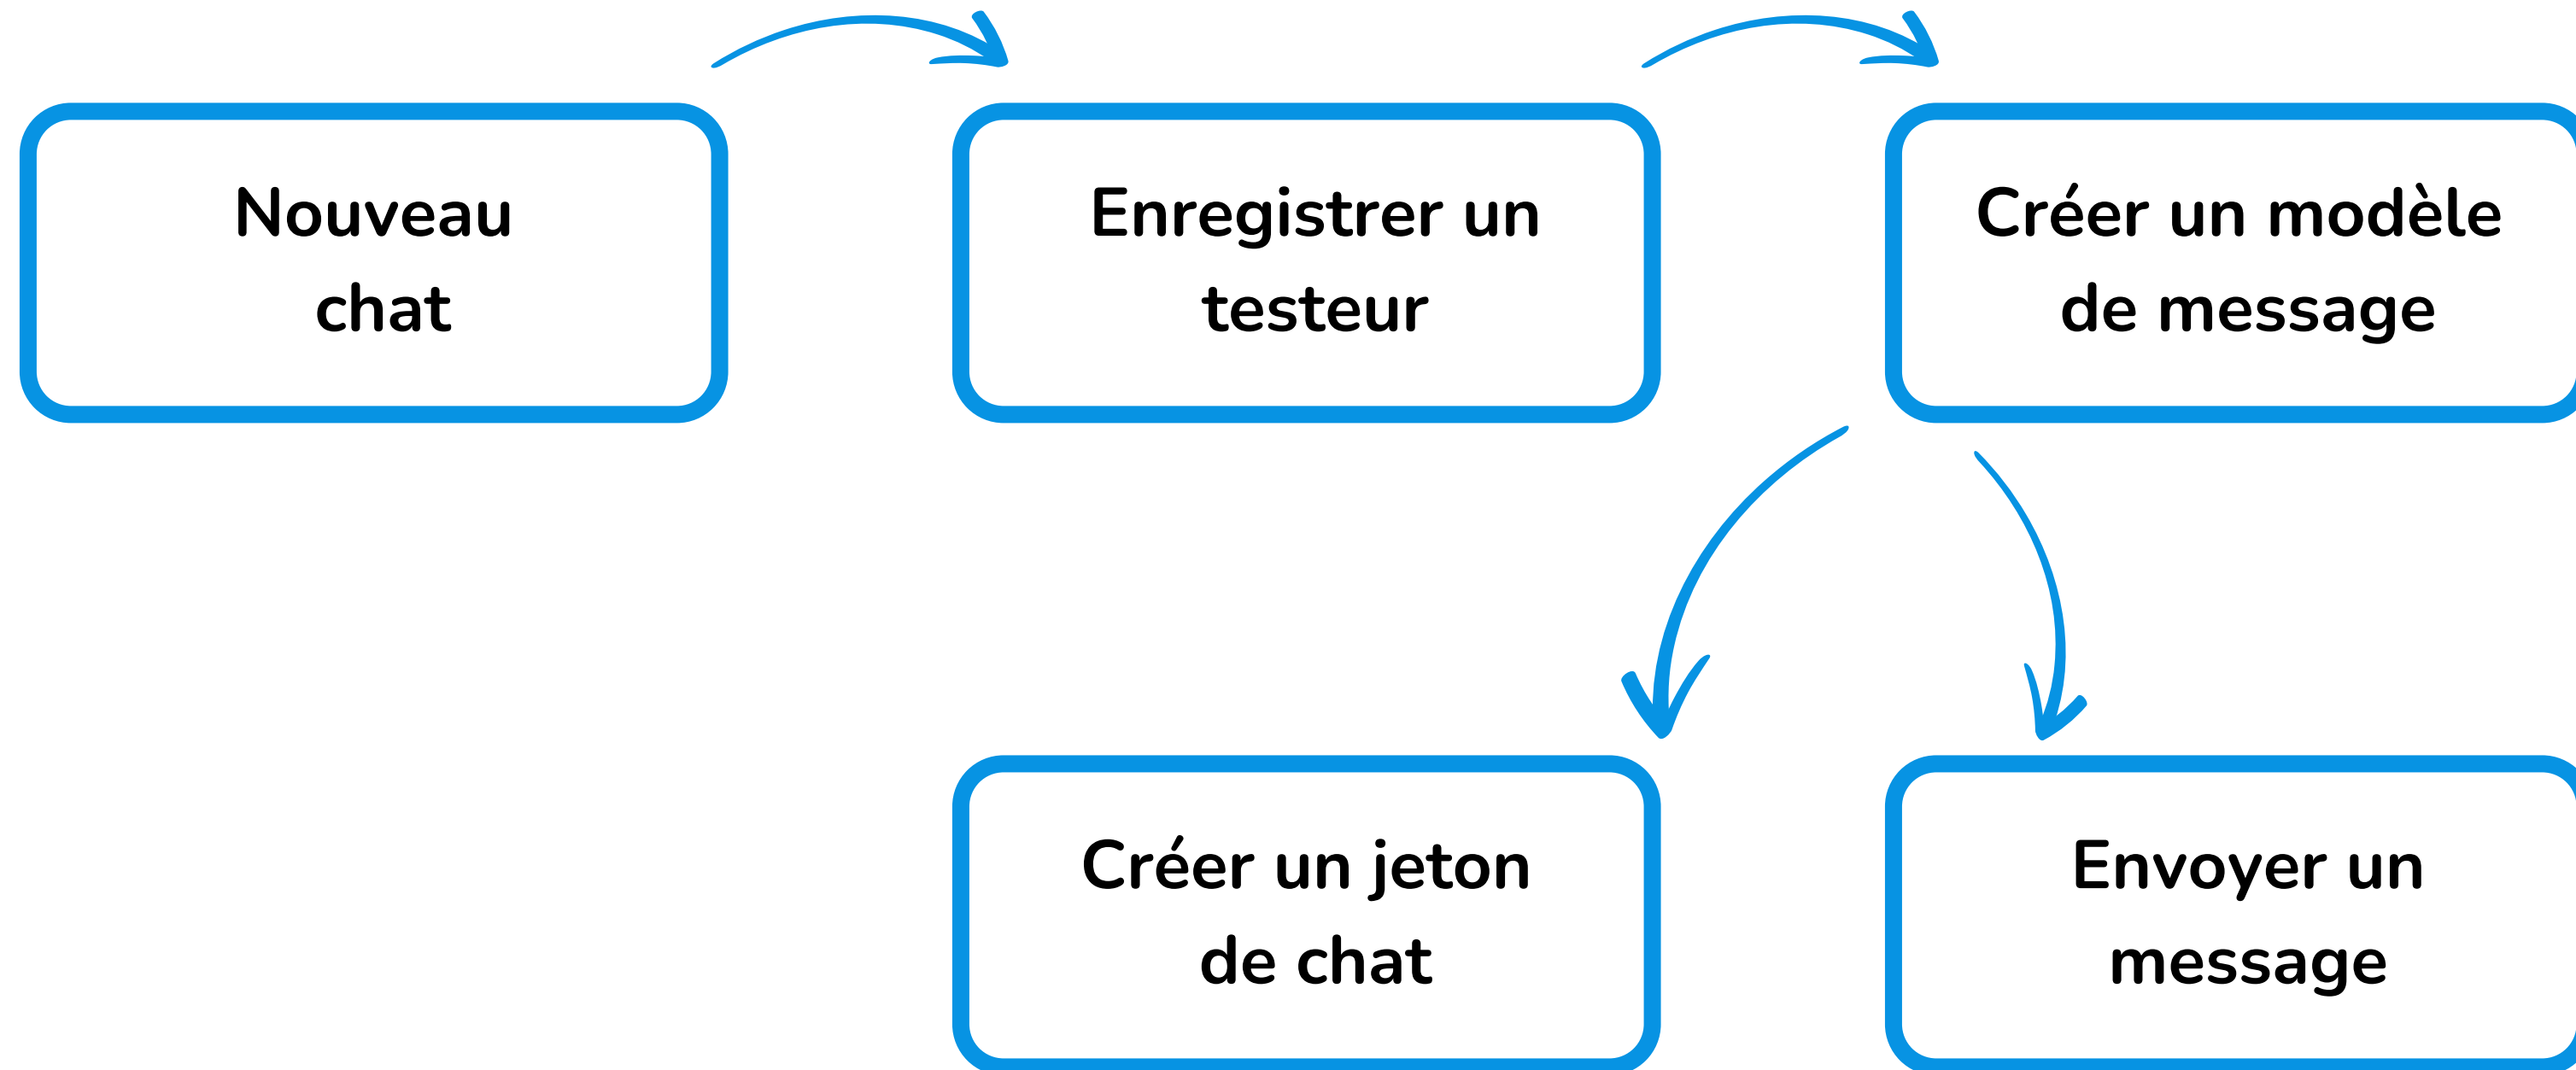 Nouveau
chat
Enregistrer un
testeur
Créer un modèle
de message
Créer un jeton
de chat
Envoyer un
message